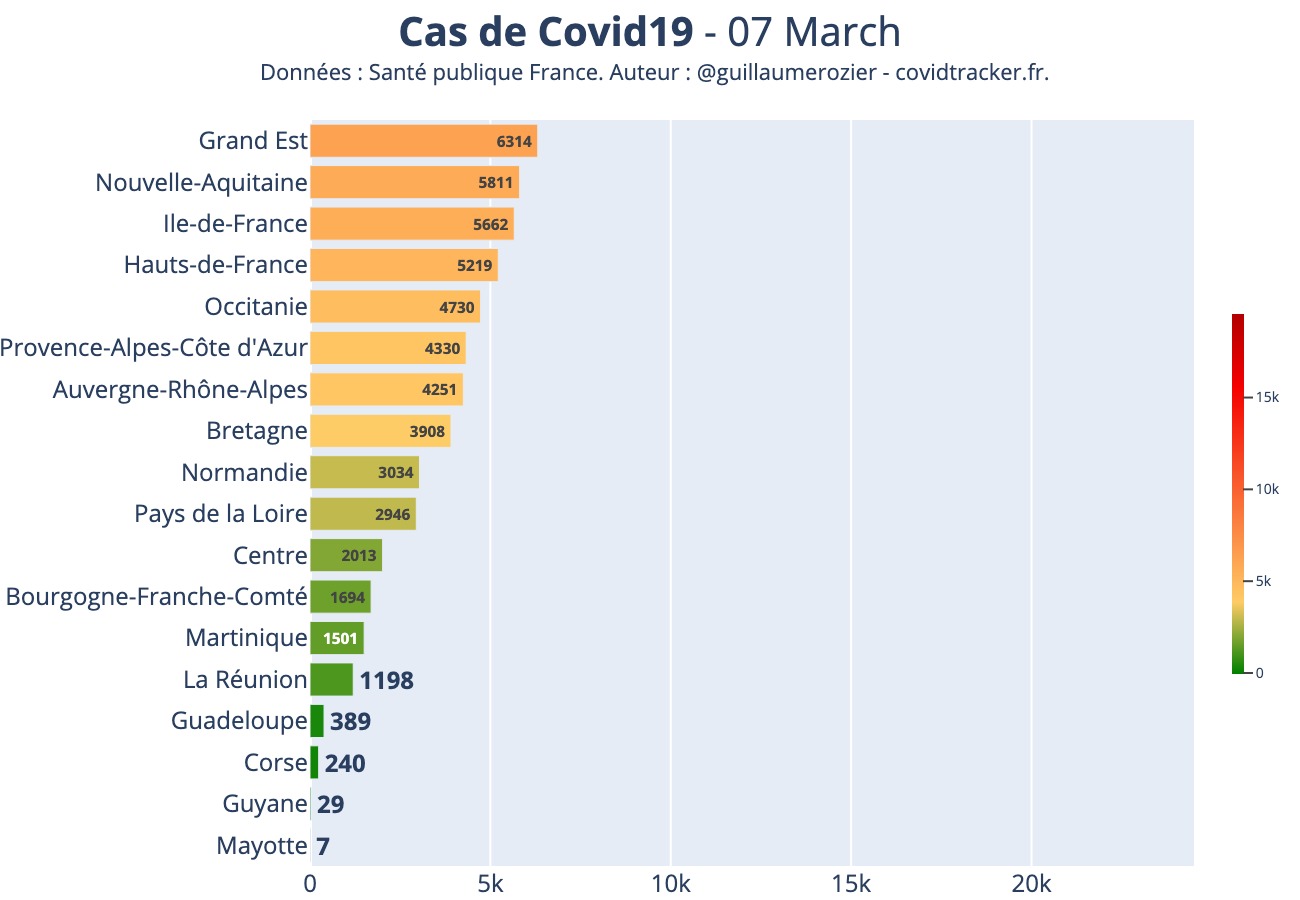 Cas de Covid19 - 07 March
Données : Santé publique France. Auteur : @guillaumerozier - covidtracker.fr.
Grand Est 6314
Nouvelle-Aquitaine 5811
Ile-de-France 5662
Hauts-de-France 5219
Occitanie 4730
Provence-Alpes-Côte d'Azur 4330
Auvergne-Rhône-Alpes 4251
Bretagne 3908
Normandie 3034
Pays de la Loire 2946
Centre 2013
Bourgogne-Franche-Comté 1694
Martinique 1501
La Réunion 1198
Guadeloupe 389
Corse 240
Guyane 29
Mayotte 7
0 5k 10k 15k 20k
15k
10k
5k
0